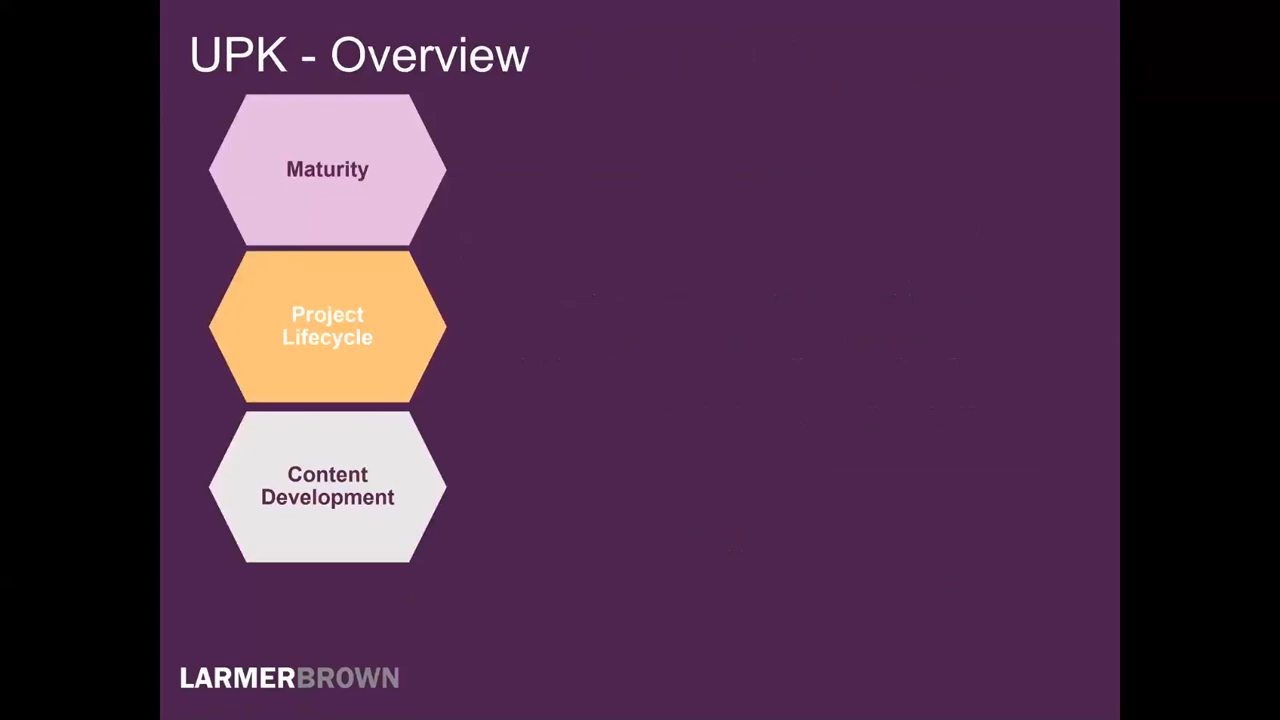 UPK - Overview
Maturity
Project
Lifecycle
Content
Development
LARMERBROWN